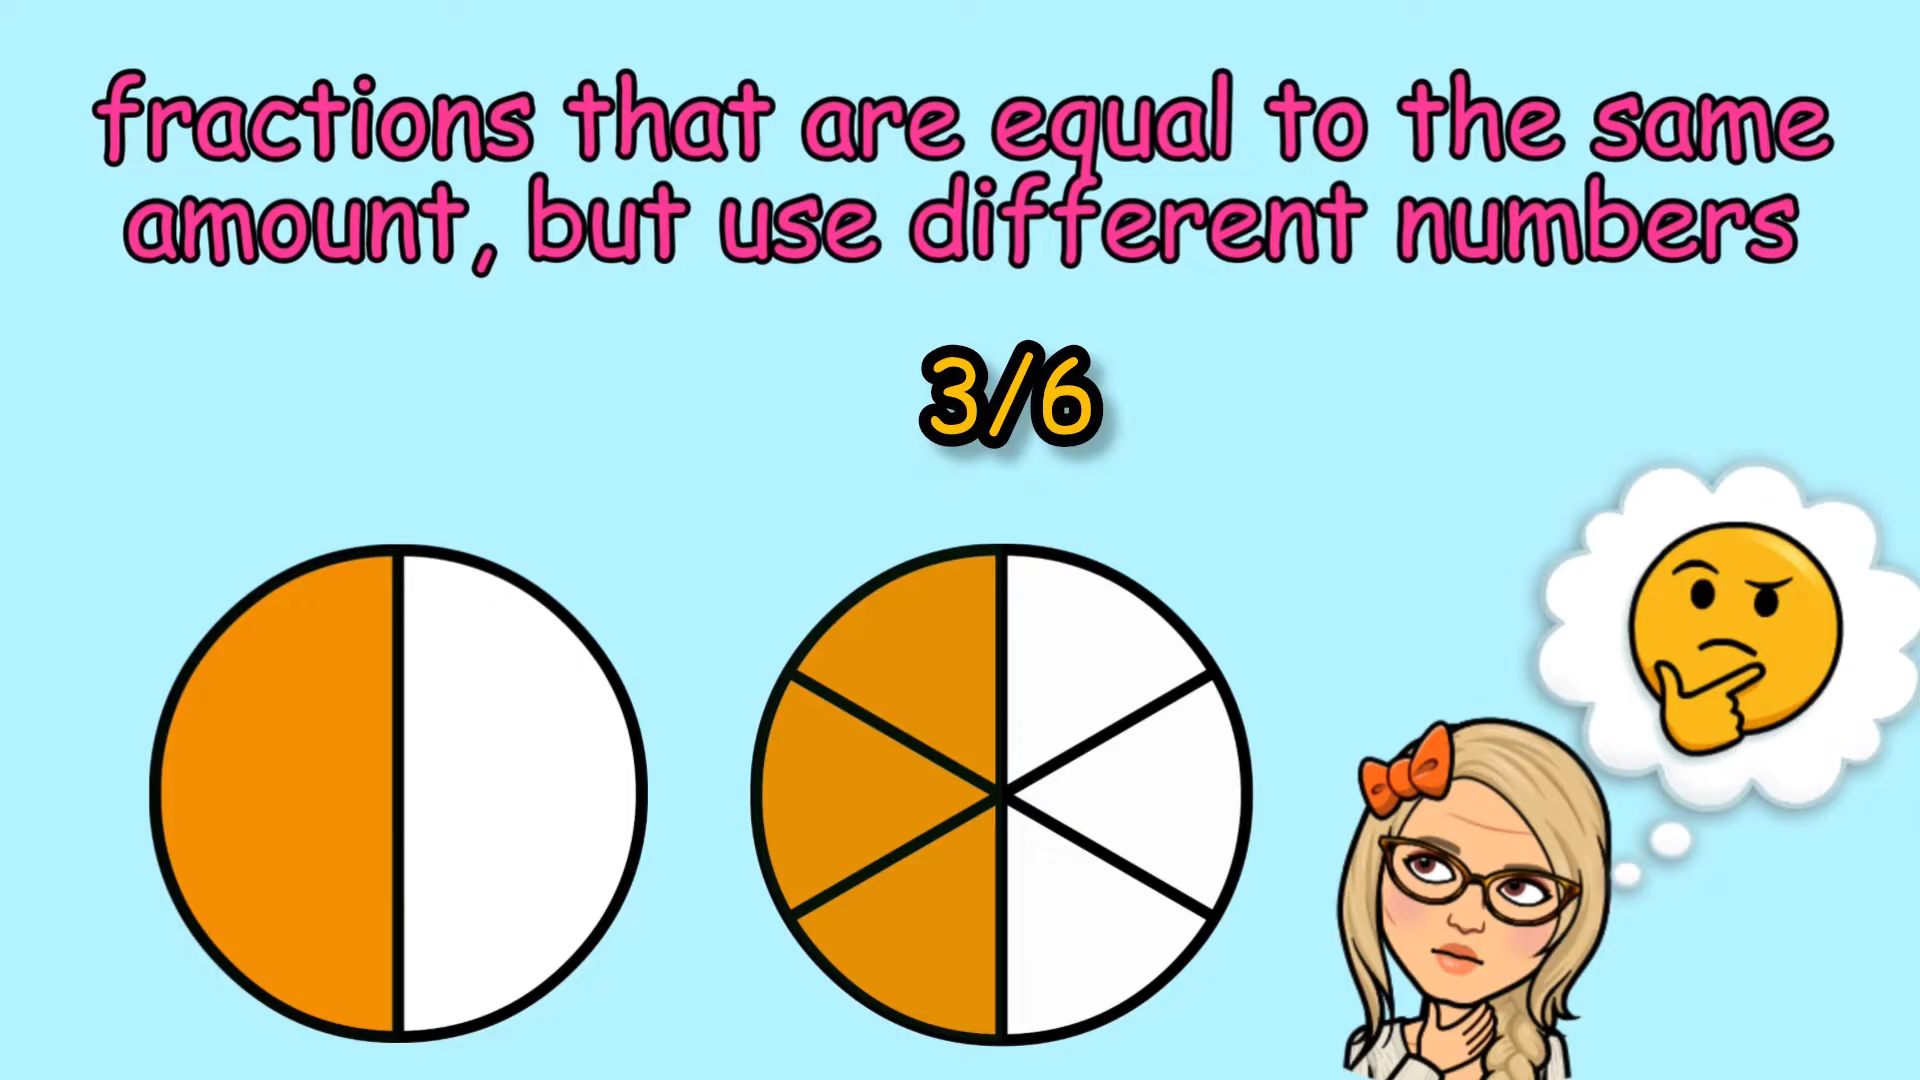 fractions that are equal to the same
amount, but use different numbers
3/6